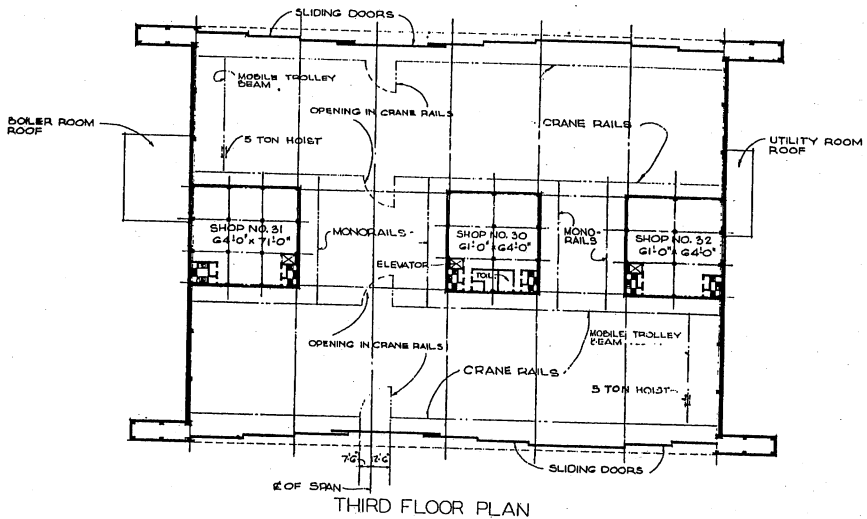 SLIDING DOORS
MOBILE TROLLEY
BEAM
OPENING IN CRANE RAILS
BOILER ROOM
ROOF
5 TON HOIST
CRANE RAILS
UTILITY ROOM
ROOF
SHOP NO. 31
64'-0" x 71'-0"
MONORAILS
SHOP NO. 30
61'-0" x 64'-0"
MONO-
RAILS
SHOP NO. 32
61'-0" x 64'-0"
ELEVATOR
TOIL.
OPENING IN CRANE RAILS
MOBILE TROLLEY
BEAM
CRANE RAILS
5 TON HOIST
7'-6" 7'-6"
SLIDING DOORS
℄ OF SPAN
THIRD FLOOR PLAN